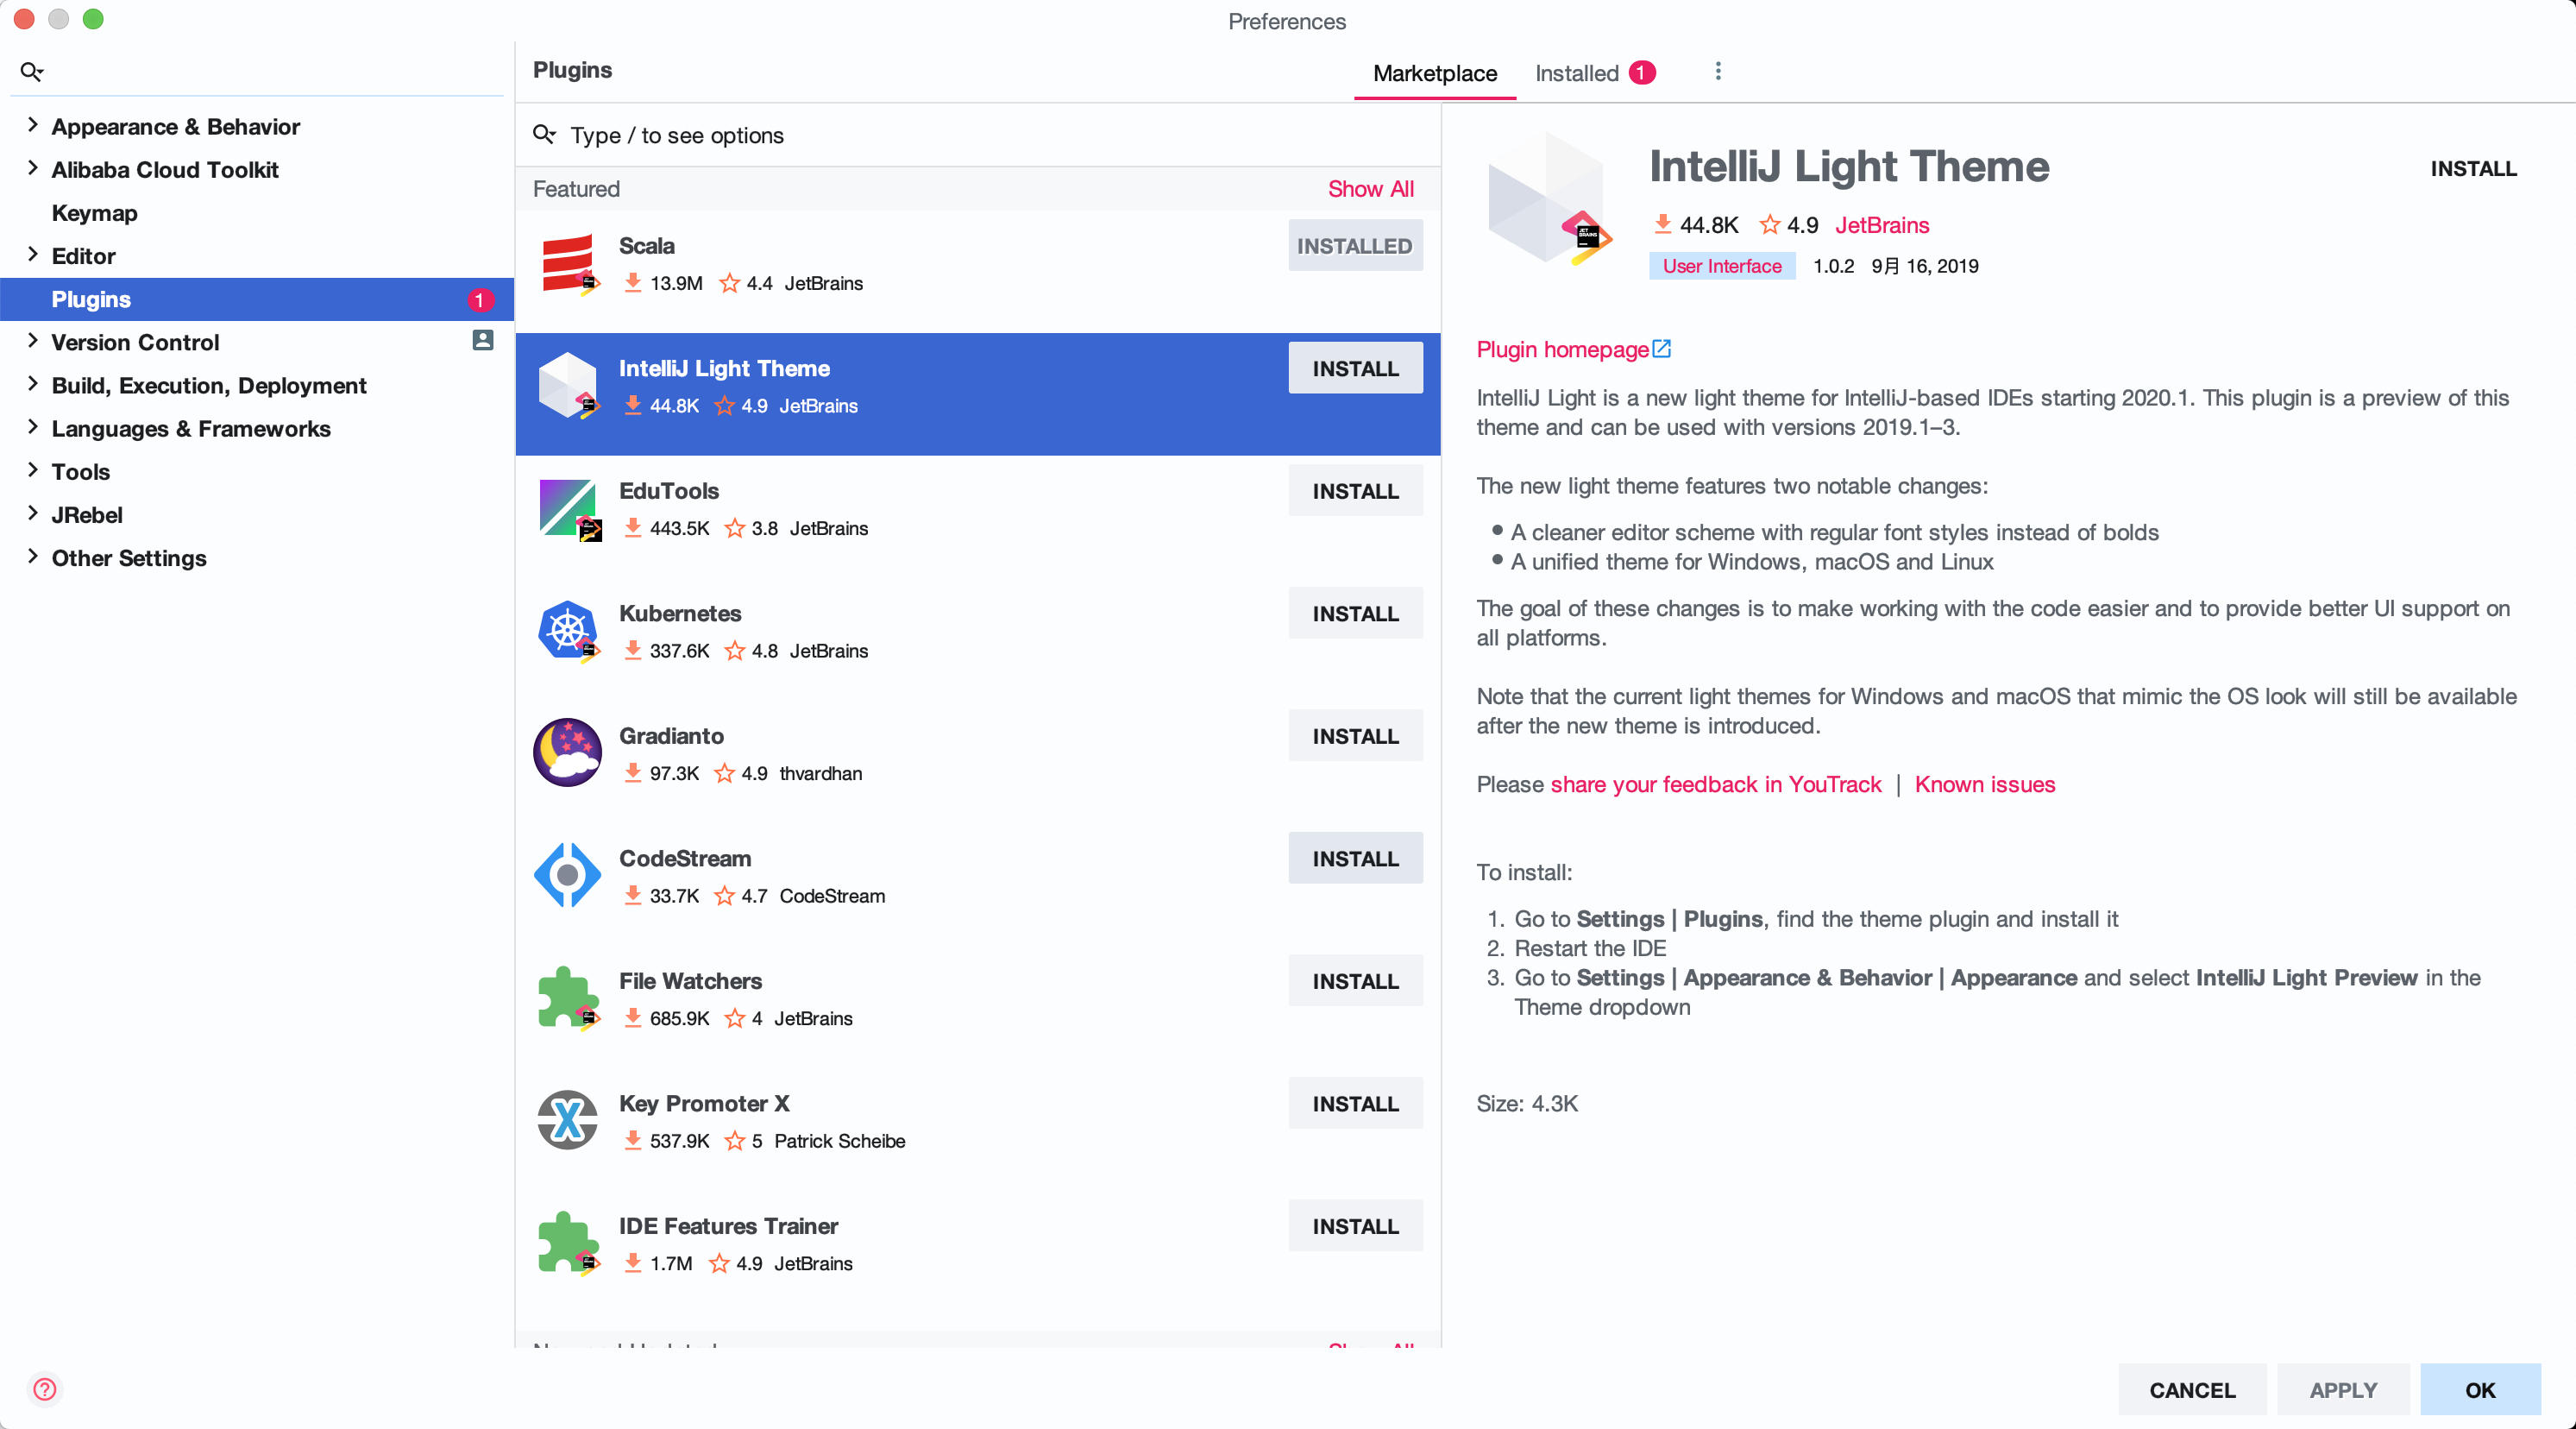 Preferences
Appearance & Behavior
Alibaba Cloud Toolkit
Keymap
Editor
Plugins 1
Version Control
Build, Execution, Deployment
Languages & Frameworks
Tools
JRebel
Other Settings
Plugins
Marketplace Installed 1
Type / to see options
Featured Show All
Scala INSTALLED
13.9M 4.4 JetBrains
IntelliJ Light Theme INSTALL
44.8K 4.9 JetBrains
EduTools INSTALL
443.5K 3.8 JetBrains
Kubernetes INSTALL
337.6K 4.8 JetBrains
Gradianto INSTALL
97.3K 4.9 thvardhan
CodeStream INSTALL
33.7K 4.7 CodeStream
File Watchers INSTALL
685.9K 4 JetBrains
Key Promoter X INSTALL
537.9K 5 Patrick Scheibe
IDE Features Trainer INSTALL
1.7M 4.9 JetBrains
IntelliJ Light Theme INSTALL
44.8K 4.9 JetBrains
User Interface 1.0.2 9月 16, 2019
Plugin homepage
IntelliJ Light is a new light theme for IntelliJ-based IDEs starting 2020.1. This plugin is a preview of this
theme and can be used with versions 2019.1–3.
The new light theme features two notable changes:
• A cleaner editor scheme with regular font styles instead of bolds
• A unified theme for Windows, macOS and Linux
The goal of these changes is to make working with the code easier and to provide better UI support on
all platforms.
Note that the current light themes for Windows and macOS that mimic the OS look will still be available
after the new theme is introduced.
Please share your feedback in YouTrack | Known issues
To install:
1. Go to Settings | Plugins, find the theme plugin and install it
2. Restart the IDE
3. Go to Settings | Appearance & Behavior | Appearance and select IntelliJ Light Preview in the
Theme dropdown
Size: 4.3K
CANCEL APPLY OK